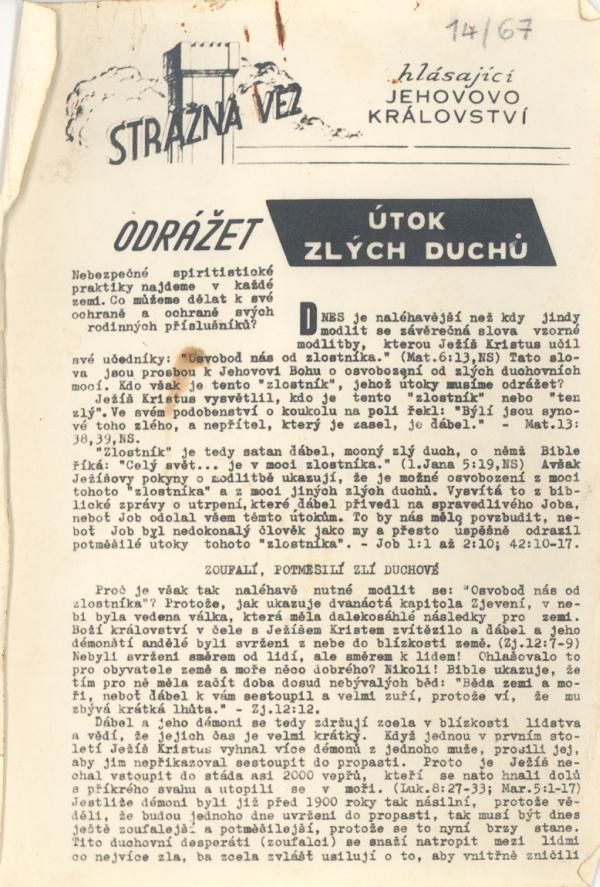 14/67
STRÁŽNÁ VĚŽ
hlásající
JEHOVOVO
KRÁLOVSTVÍ
ODRÁŽET
ÚTOK
ZLÝCH DUCHŮ
Nebezpečné spiritistické
praktiky najdeme v každé
zemi. Co můžeme dělat k své
ochraně a ochraně svých
rodinných příslušníků?
DNES je naléhavější než kdy jindy
modlit se závěrečná slova vzorné
modlitby, kterou Ježíš Kristus učil
své učedníky: "Osvoboď nás od zlostníka." (Mat.6:13,NS) Tato slo-
va jsou prosbou k Jehovovi Bohu o osvobození od zlých duchovních
mocí. Kdo však je tento "zlostník", jehož útoky musíme odrážet?
Ježíš Kristus vysvětlil, kdo je tento "zlostník" nebo "ten
zlý". Ve svém podobenství o koukolu na poli řekl: "Býlí jsou syno-
vé toho zlého, a nepřítel, který je zasel, je ďábel." - Mat.13:
38,39,NS.
"Zlostník" je tedy satan ďábel, mocný zlý duch, o němž Bible
říká: "Celý svět... je v moci zlostníka." (1.Jana 5:19,NS) Avšak
Ježíšovy pokyny o modlitbě ukazují, že je možné osvobození z moci
tohoto "zlostníka" a z moci jiných zlých duchů. Vysvítá to z bib-
lické zprávy o utrpení,které ďábel přivedl na spravedlivého Joba,
neboť Job odolal všem těmto útokům. To by nás mělo povzbudit, ne-
boť Job byl nedokonalý člověk jako my a přesto úspěšně odrazil
potměšilé útoky tohoto "zlostníka". - Job 1:1 až 2:10; 42:10-17.
ZOUFALÍ, POTMĚSILÍ ZLÍ DUCHOVÉ
Proč je však tak naléhavě nutné modlit se: "Osvoboď nás od
zlostníka"? Protože, jak ukazuje dvanáctá kapitola Zjevení, v ne-
bi byla vedena válka, která měla dalekosáhlé následky pro zemi.
Boží království v čele s Ježíšem Kristem zvítězilo a ďábel a jeho
démonští andělé byli svrženi z nebe do blízkosti země. (Zj.12:7-9)
Nebyli svrženi směrem od lidí, ale směrem k lidem! Ohlašovalo to
pro obyvatele země a moře něco dobrého? Nikoli! Bible ukazuje, že
tím pro ně měla začít doba dosud nebývalých běd: "Běda zemi a mo-
ři, neboť ďábel k vám sestoupil a velmi zuří, protože ví, že mu
zbývá krátká lhůta." - Zj.12:12.
Ďábel a jeho démoni se tedy zdržují zcela v blízkosti lidstva
a vědí, že jejich čas je velmi krátký. Když jednou v prvním sto-
letí Ježíš Kristus vyhnal více démonů z jednoho muže, prosili jej,
aby jim nepřikazoval sestoupit do propasti. Proto je Ježíš ne-
chal vstoupit do stáda asi 2000 vepřů, kteří se nato hnali dolů
s příkrého svahu a utopili se v moři. (Luk.8:27-33; Mar.5:1-17)
Jestliže démoni byli již před 1900 roky tak násilní, protože vě-
děli, že budou jednoho dne uvrženi do propasti, tak musí být dnes
ještě zoufalejší a potměšilejší, protože se to nyní brzy stane.
Tito duchovní desperáti (zoufalci) se snaží natropit mezi lidmi
co nejvíce zla, ba zcela zvlášť usilují o to, aby vnitřně zničili